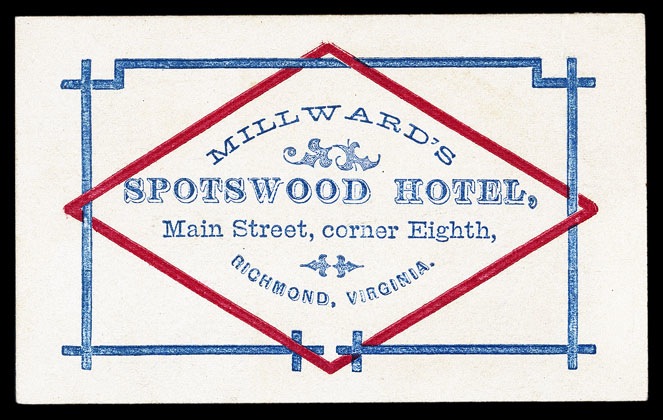 MILLWARD'S
SPOTSWOOD HOTEL,
Main Street, corner Eighth,
RICHMOND, VIRGINIA.